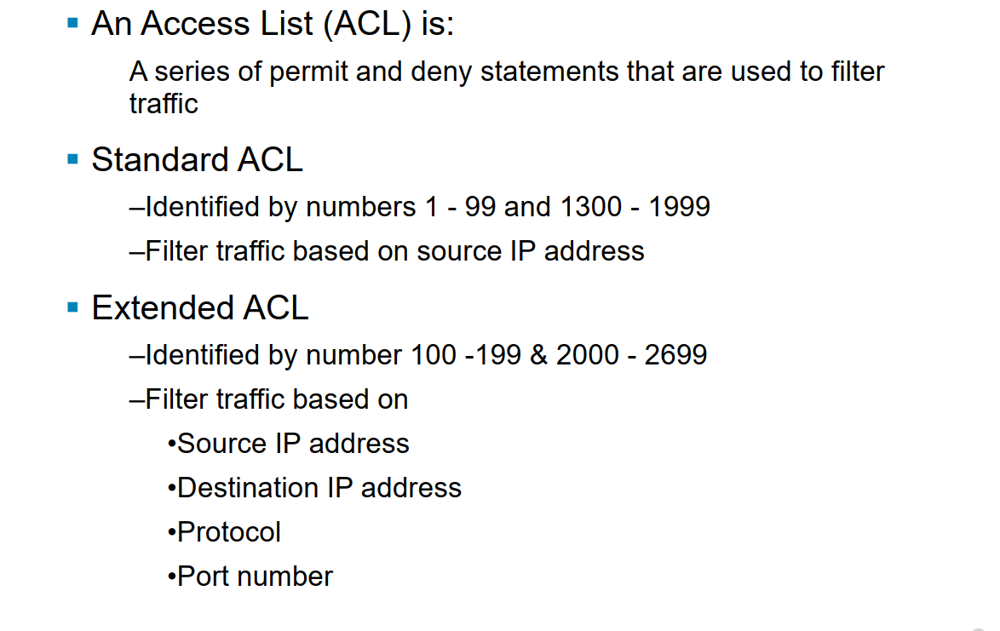 ▪ An Access List (ACL) is:
A series of permit and deny statements that are used to filter
traffic
▪ Standard ACL
–Identified by numbers 1 - 99 and 1300 - 1999
–Filter traffic based on source IP address
▪ Extended ACL
–Identified by number 100 -199 & 2000 - 2699
–Filter traffic based on
•Source IP address
•Destination IP address
•Protocol
•Port number